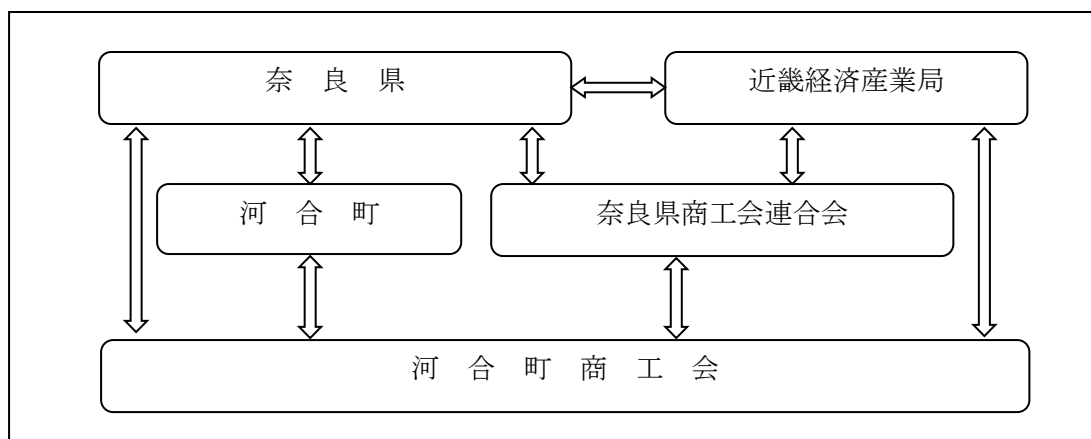 奈 良 県
近畿経済産業局
河 合 町
奈良県商工会連合会
河 合 町 商 工 会